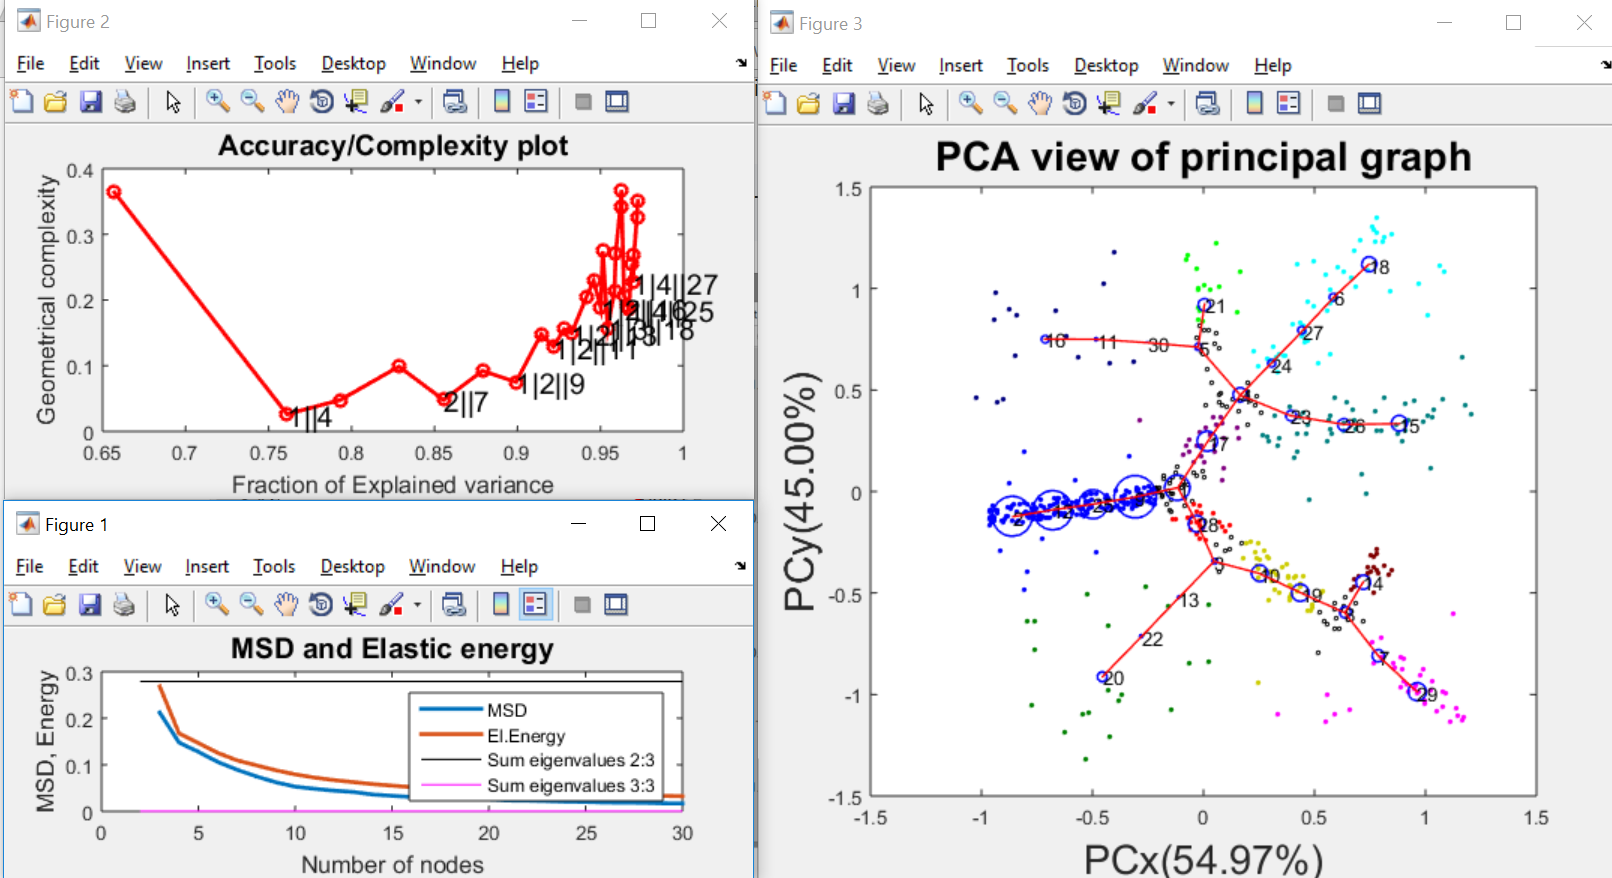 Figure 2
File Edit View Insert Tools Desktop Window Help
Accuracy/Complexity plot
Geometrical complexity
0.4
0.3
0.2
0.1
0
1||4
2||7
1|2||9
1|2||11
1|4||27
0.65 0.7 0.75 0.8 0.85 0.9 0.95 1
Fraction of Explained variance
Figure 1
File Edit View Insert Tools Desktop Window Help
MSD and Elastic energy
MSD, Energy
0.3
0.2
0.1
0
MSD
El.Energy
Sum eigenvalues 2:3
Sum eigenvalues 3:3
0 5 10 15 20 25 30
Number of nodes
Figure 3
File Edit View Insert Tools Desktop Window Help
PCA view of principal graph
PCy(45.00%)
1.5
1
0.5
0
-0.5
-1
-1.5
18
6
21
27
16 11 30 5
24
4
23
15
17
2
28
10
14
19
13
8
22
7
20
29
-1.5 -1 -0.5 0 0.5 1 1.5
PCx(54.97%)